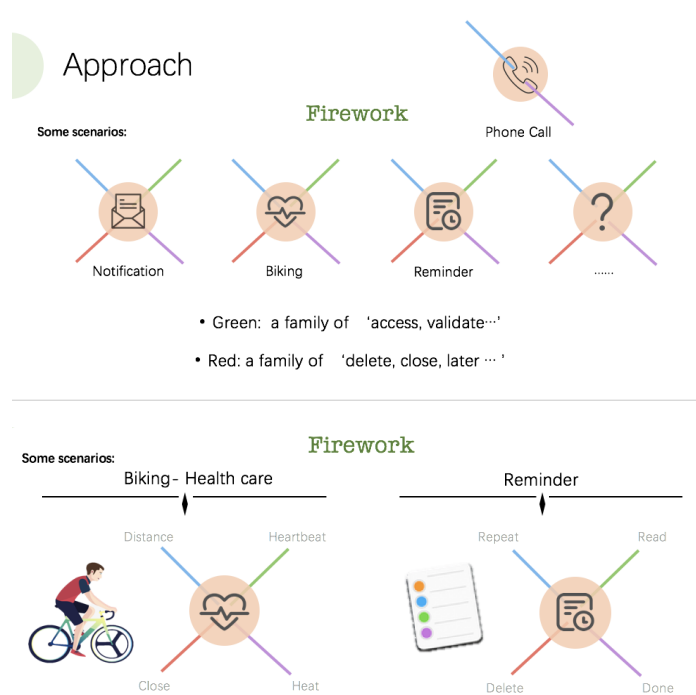 Approach
Firework
Some scenarios:
Phone Call
Notification
Biking
Reminder
?
......
• Green: a family of ‘access, validate···’
• Red: a family of ‘delete, close, later ··· ’
Firework
Some scenarios:
Biking- Health care
Reminder
Distance
Heartbeat
Repeat
Read
Close
Heat
Delete
Done